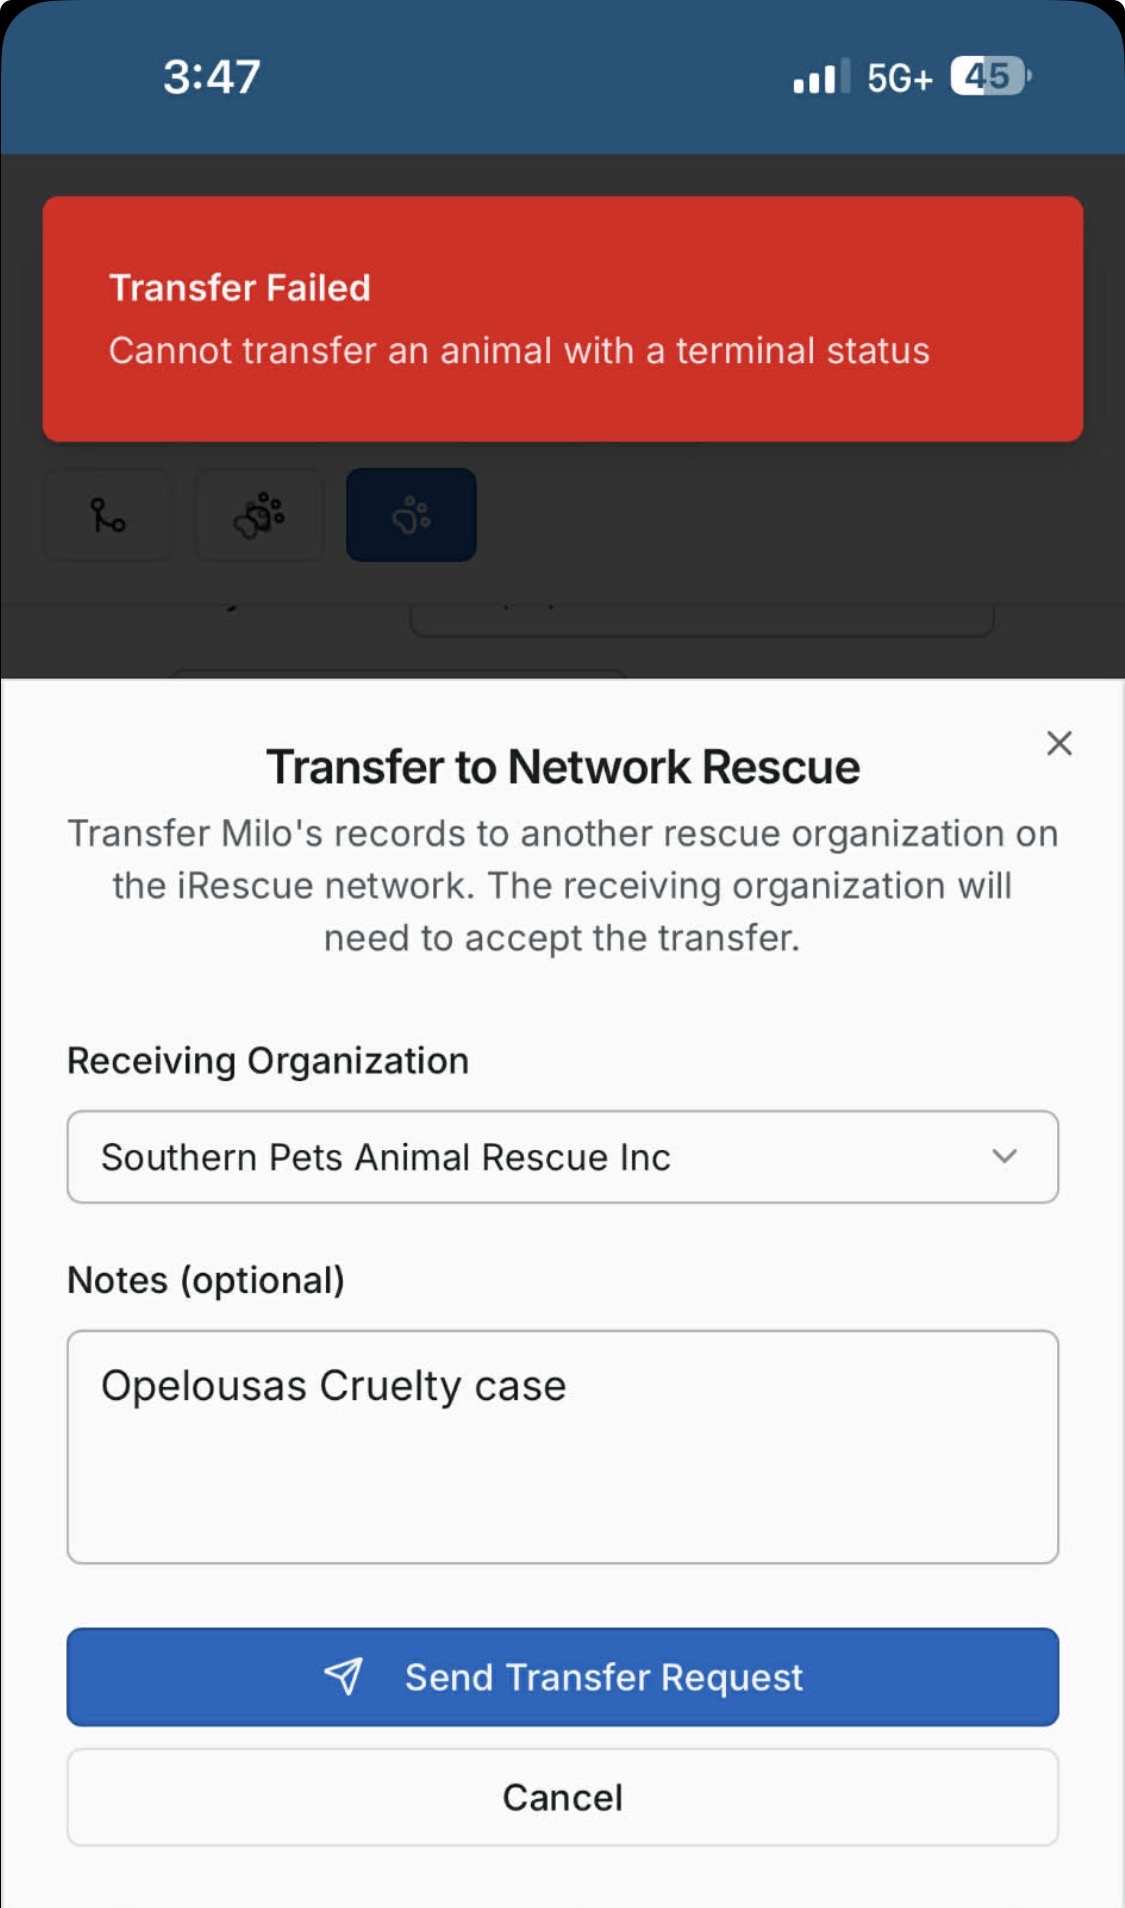 3:47
5G+
45
Transfer Failed
Cannot transfer an animal with a terminal status
Transfer to Network Rescue
Transfer Milo's records to another rescue organization on
the iRescue network. The receiving organization will
need to accept the transfer.
Receiving Organization
Southern Pets Animal Rescue Inc
Notes (optional)
Opelousas Cruelty case
Send Transfer Request
Cancel